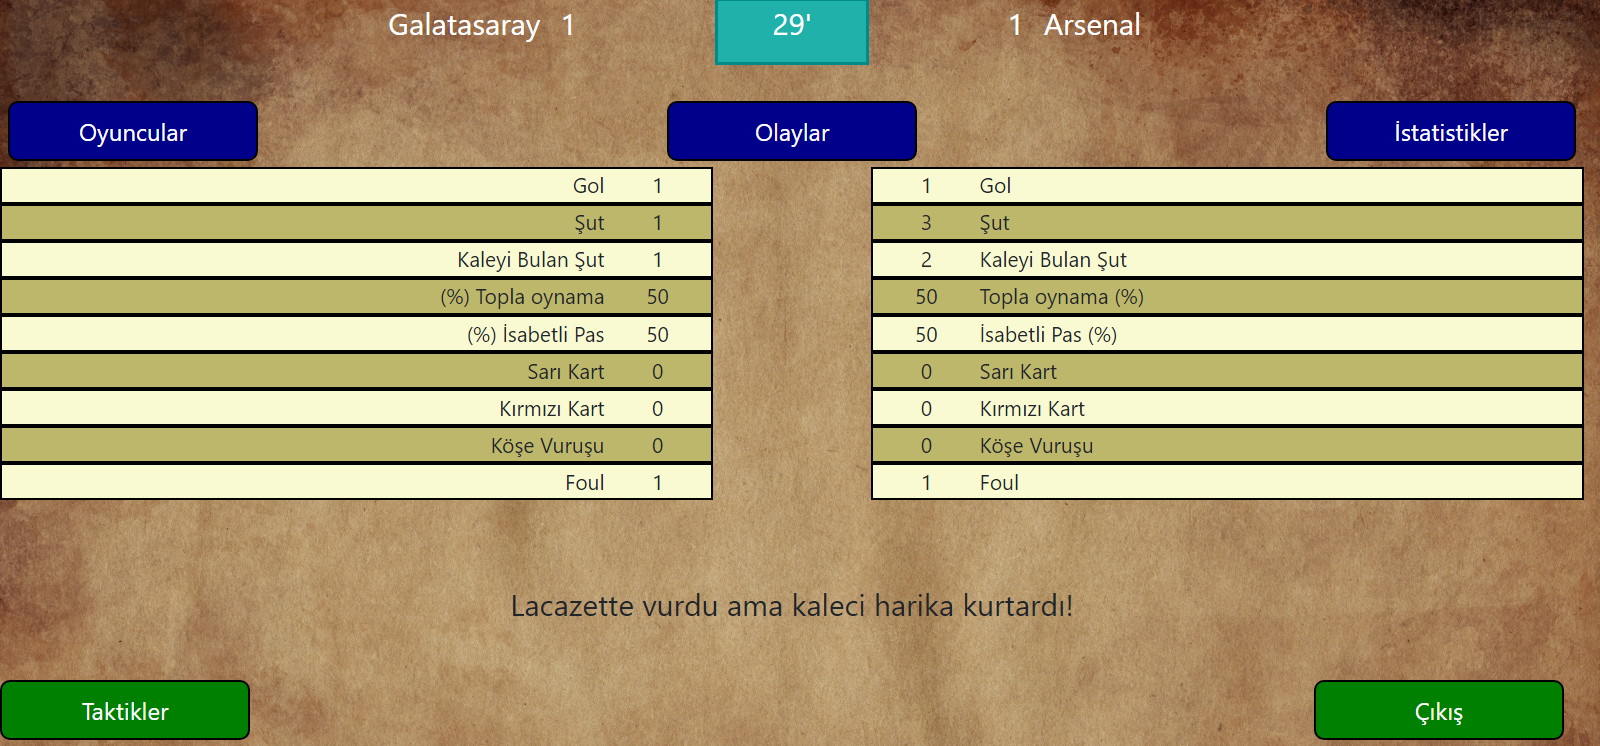 Galatasaray 1 29' 1 Arsenal
Oyuncular Olaylar İstatistikler
Gol 1 1 Gol
Şut 1 3 Şut
Kaleyi Bulan Şut 1 2 Kaleyi Bulan Şut
(%) Topla oynama 50 50 Topla oynama (%)
(%) İsabetli Pas 50 50 İsabetli Pas (%)
Sarı Kart 0 0 Sarı Kart
Kırmızı Kart 0 0 Kırmızı Kart
Köşe Vuruşu 0 0 Köşe Vuruşu
Foul 1 1 Foul
Lacazette vurdu ama kaleci harika kurtardı!
Taktikler Çıkış